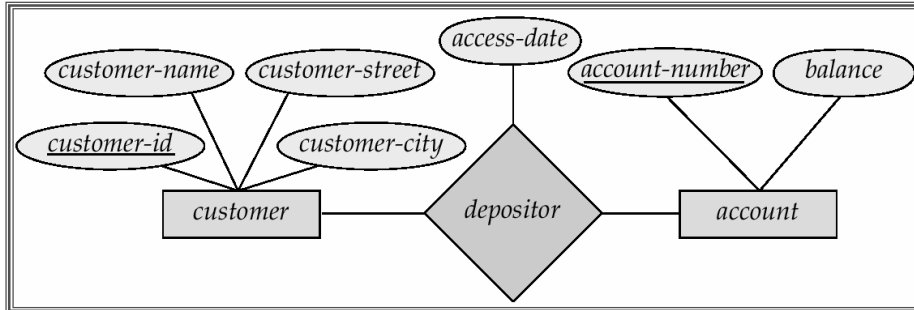 access-date
customer-name
customer-street
account-number
balance
customer-id
customer-city
customer
depositor
account